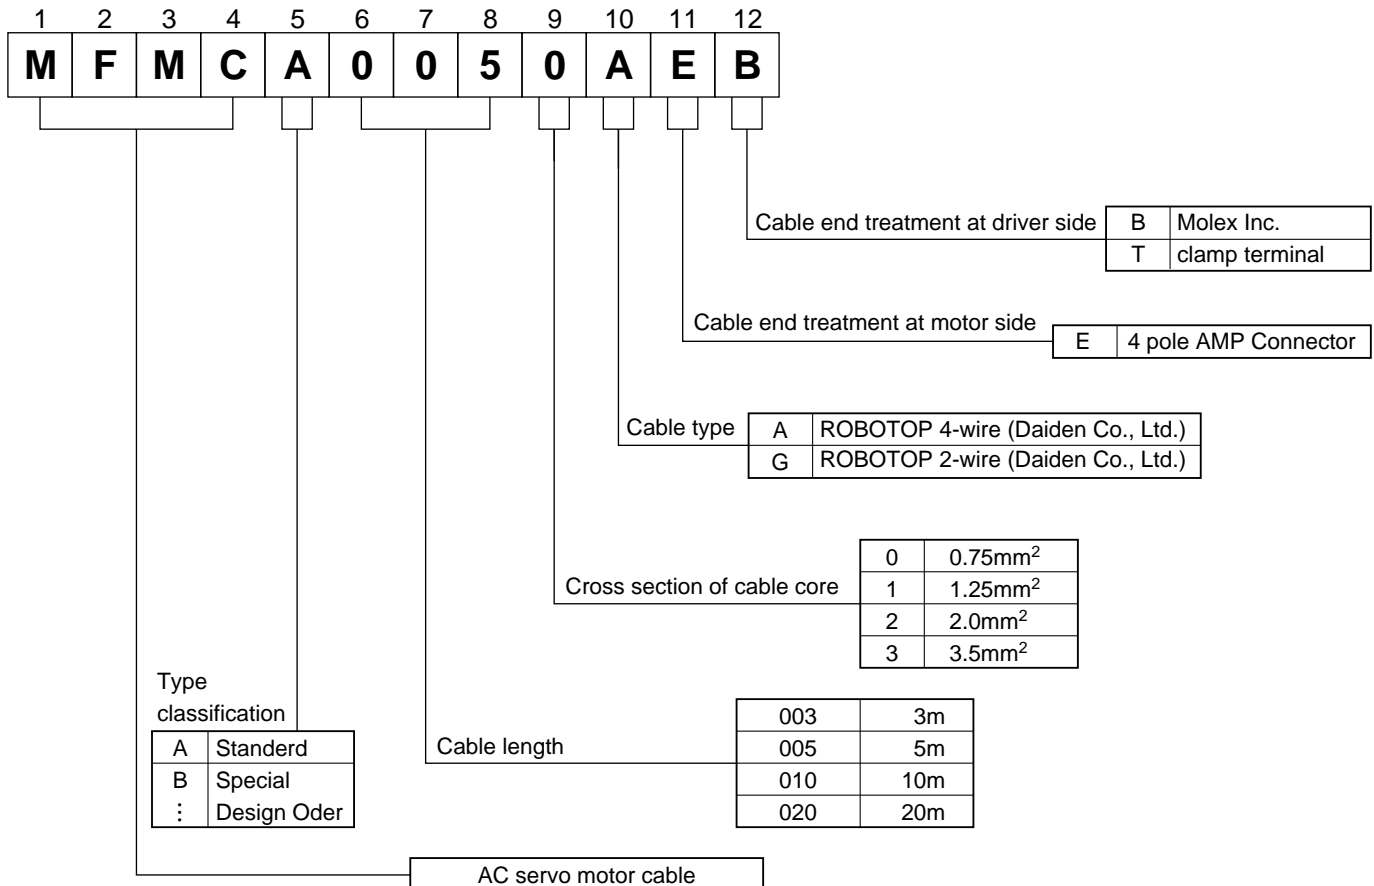 1 2 3 4 5 6 7 8 9 10 11 12
M F M C A 0 0 5 0 A E B
Cable end treatment at driver side
B Molex Inc.
T clamp terminal
Cable end treatment at motor side
E 4 pole AMP Connector
Cable type
A ROBOTOP 4-wire (Daiden Co., Ltd.)
G ROBOTOP 2-wire (Daiden Co., Ltd.)
Cross section of cable core
0 0.75mm²
1 1.25mm²
2 2.0mm²
3 3.5mm²
Type
classification
A Standerd
B Special
⋮ Design Oder
Cable length
003 3m
005 5m
010 10m
020 20m
AC servo motor cable